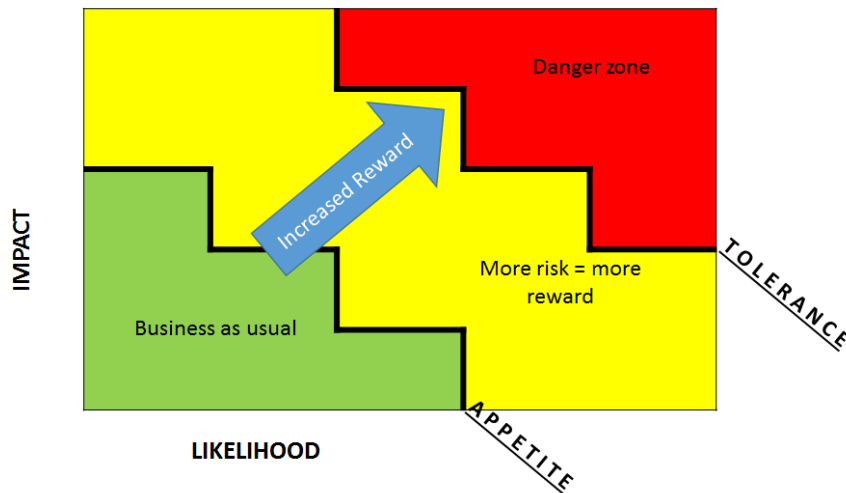 Danger zone
Increased Reward
IMPACT
More risk = more
reward
TOLERANCE
Business as usual
APPETITE
LIKELIHOOD